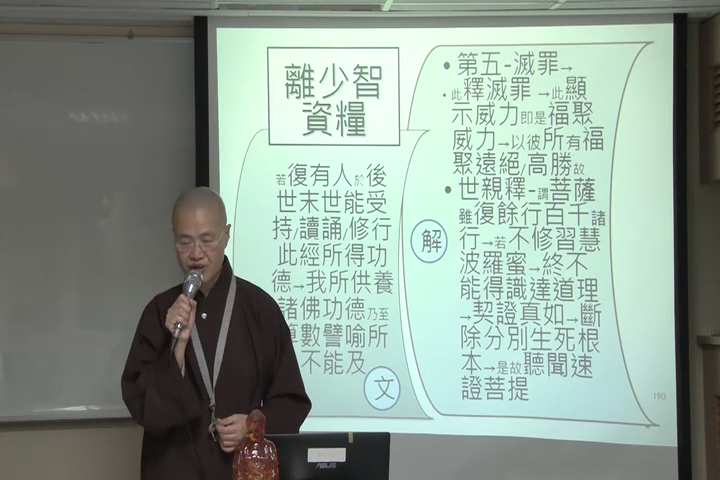 離少智
資糧
若復有人於後
世末世能受
持/讀誦/修行
此經所得功
德→我所供養
諸佛功德乃至
算數譬喻所
不能及
文
• 第五-滅罪→
• 此釋滅罪→此顯
示威力即是福聚
威力→以彼所有福
聚遠絕/高勝故
• 世親釋-謂菩薩
雖復餘行百千諸
行→若不修習慧
波羅蜜→終不
能得識達道理
→契證真如→斷
除分別生死根
本→是故聽聞速
證菩提
解
190
ASUS